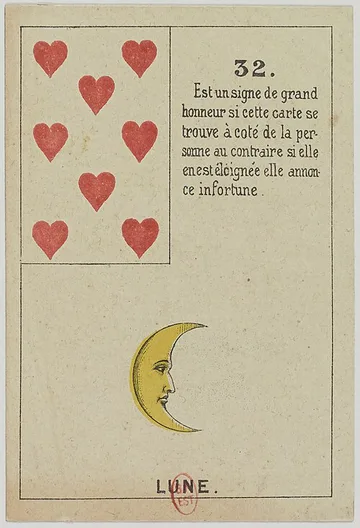 32.
Est un signe de grand
honneur si cette carte se
trouve à coté de la per-
sonne au contraire si elle
en est éloignée elle annon-
ce infortune.
LUNE.
EST